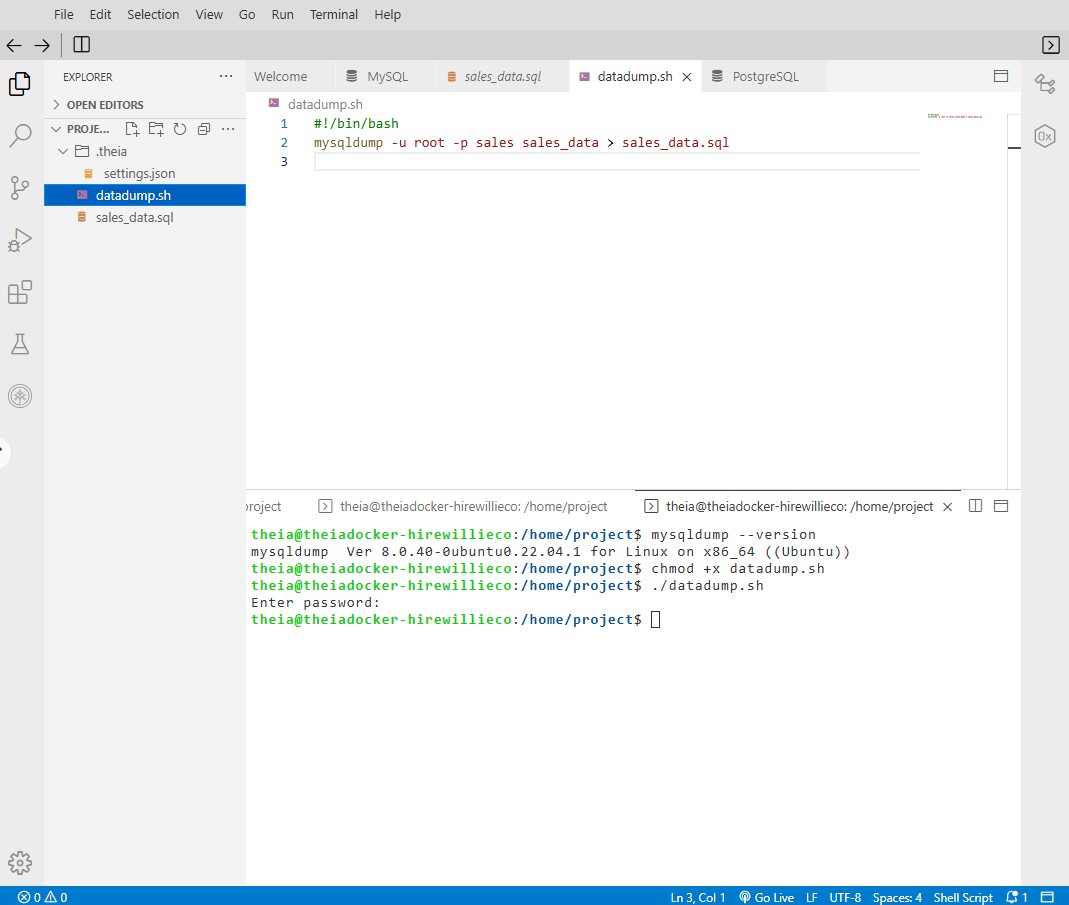 File Edit Selection View Go Run Terminal Help
EXPLORER
OPEN EDITORS
PROJE...
.theia
settings.json
datadump.sh
sales_data.sql
Welcome MySQL sales_data.sql datadump.sh PostgreSQL
datadump.sh
1 #!/bin/bash
2 mysqldump -u root -p sales sales_data > sales_data.sql
3
0x
roject theia@theiadocker-hirewillieco: /home/project theia@theiadocker-hirewillieco: /home/project
theia@theiadocker-hirewillieco:/home/project$ mysqldump --version
mysqldump Ver 8.0.40-0ubuntu0.22.04.1 for Linux on x86_64 ((Ubuntu))
theia@theiadocker-hirewillieco:/home/project$ chmod +x datadump.sh
theia@theiadocker-hirewillieco:/home/project$ ./datadump.sh
Enter password:
theia@theiadocker-hirewillieco:/home/project$
0 0 Ln 3, Col 1 Go Live LF UTF-8 Spaces: 4 Shell Script 1